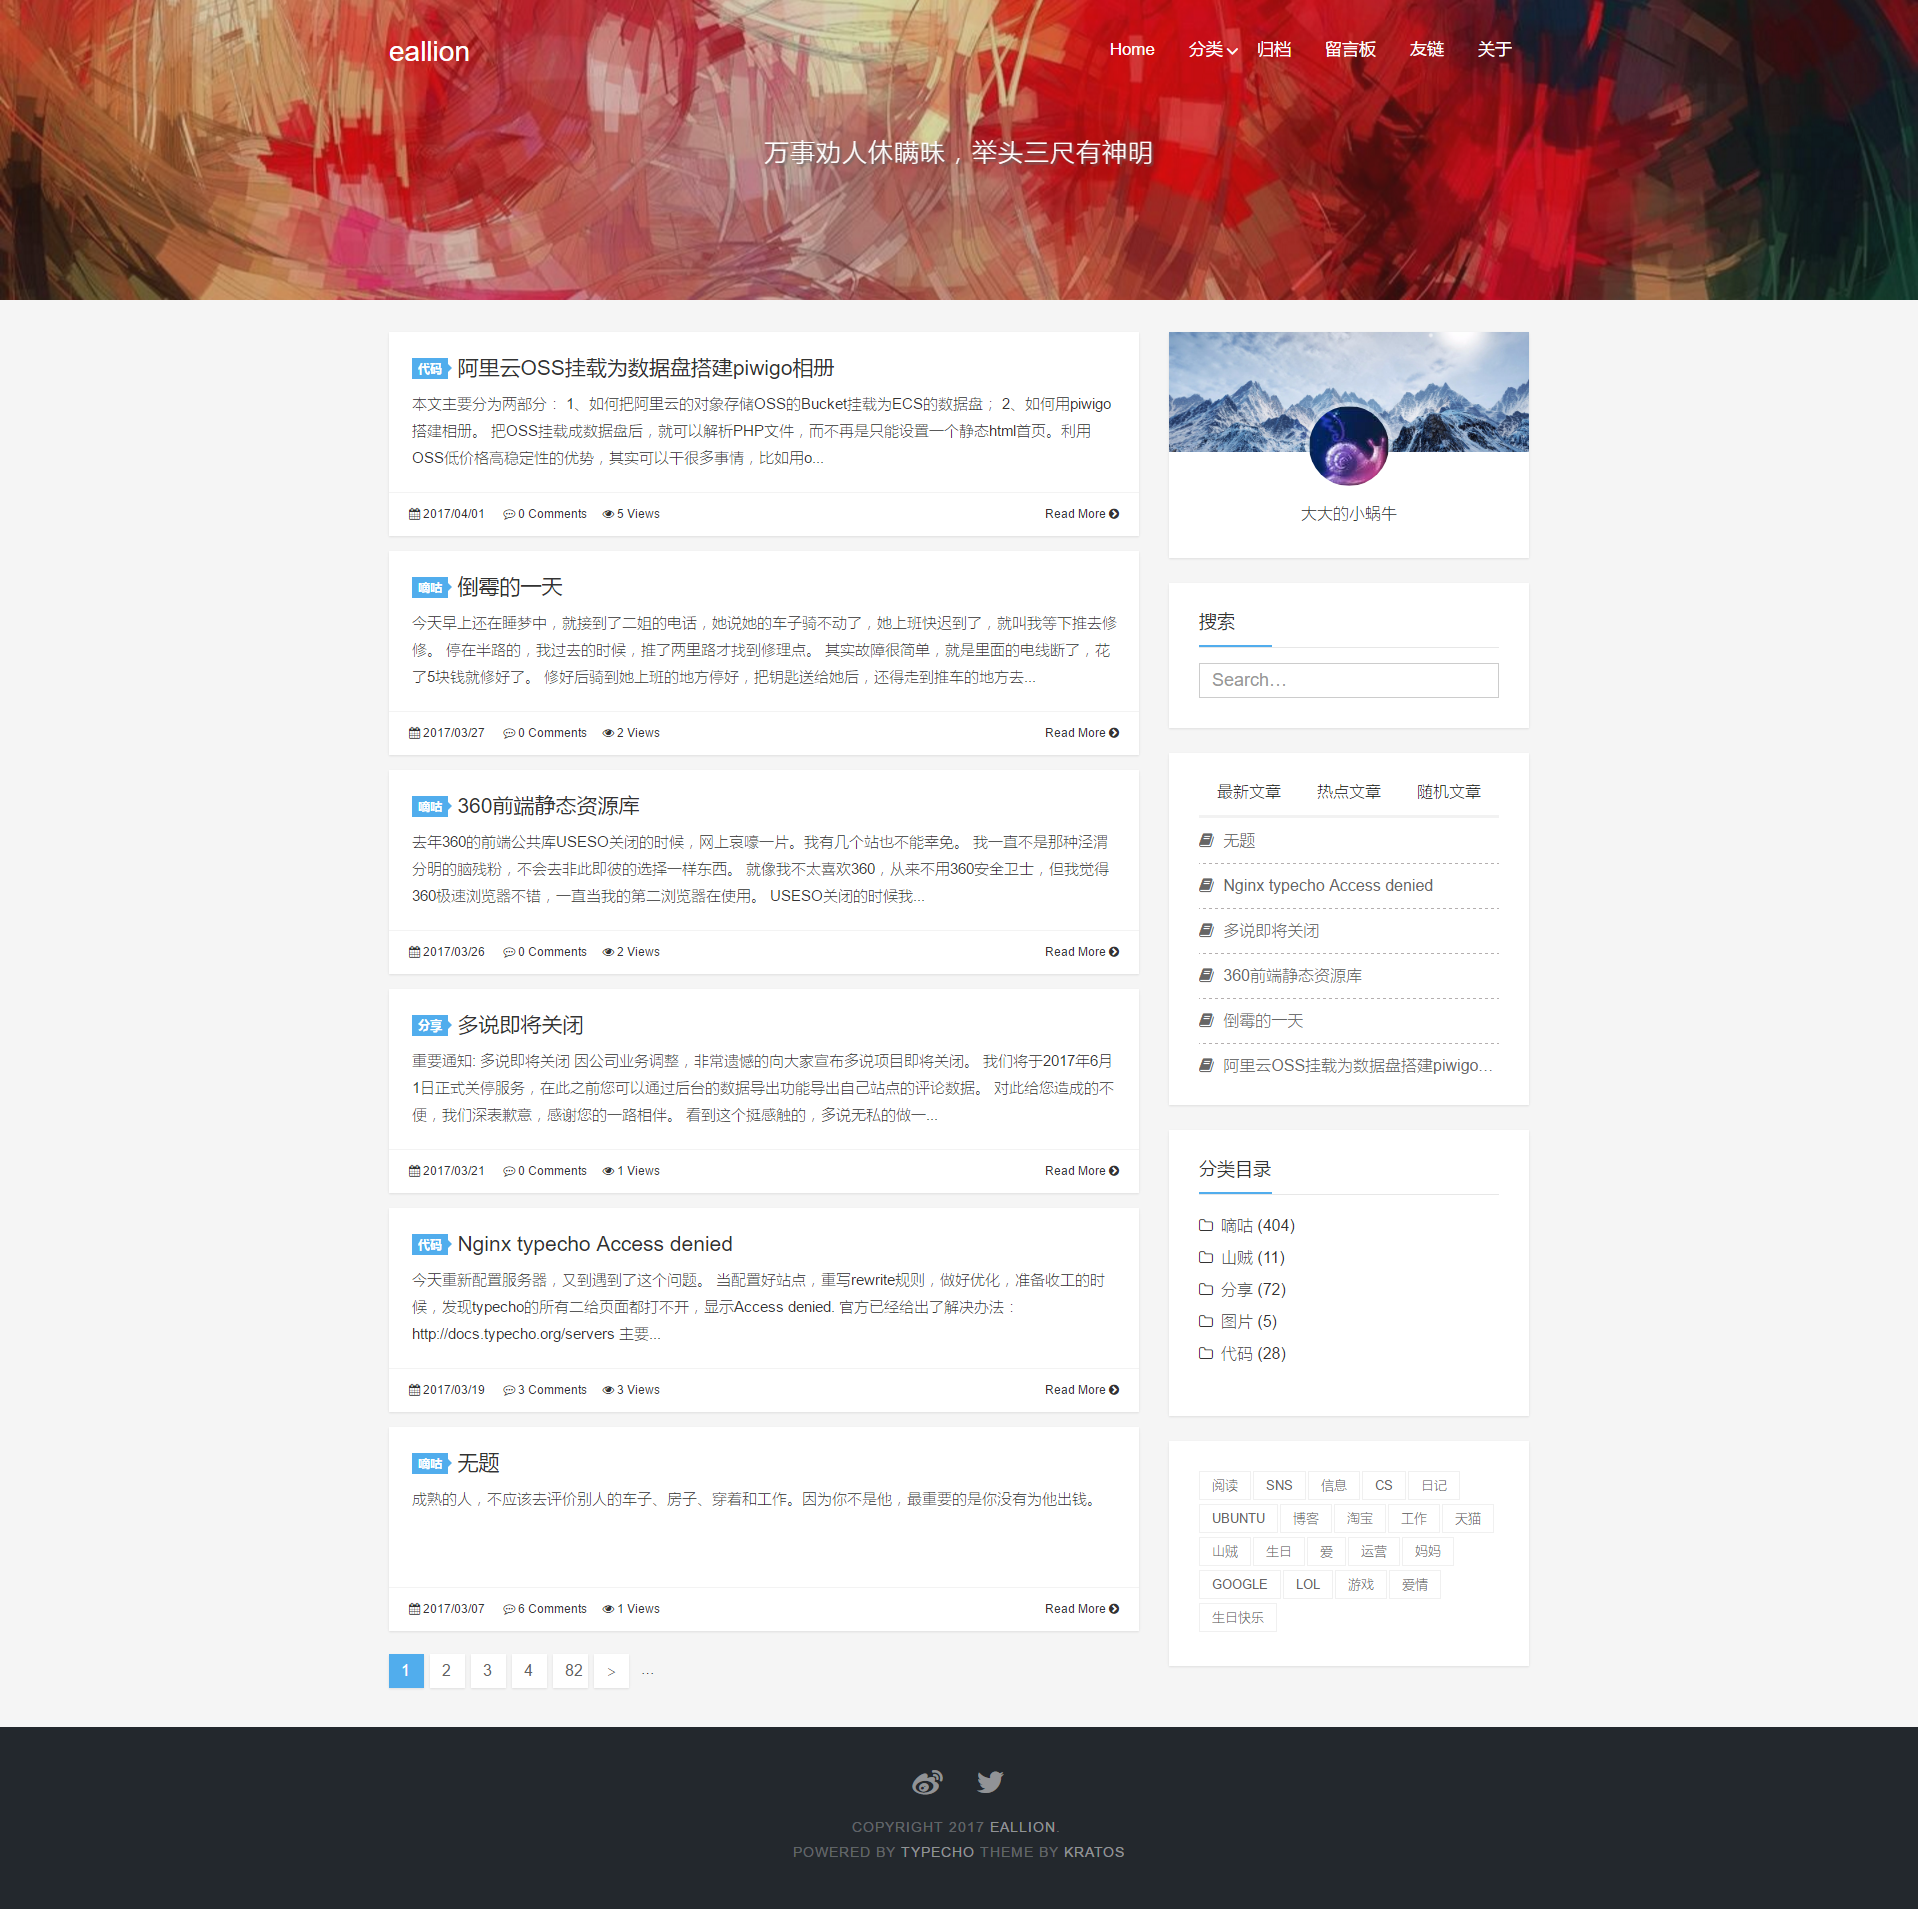 eallion
Home 分类 归档 留言板 友链 关于
万事劝人休瞒昧，举头三尺有神明
代码 阿里云OSS挂载为数据盘搭建piwigo相册
本文主要分为两部分： 1、如何把阿里云的对象存储OSS的Bucket挂载为ECS的数据盘； 2、如何用piwigo
搭建相册。 把OSS挂载成数据盘后，就可以解析PHP文件，而不再是只能设置一个静态html首页。利用
OSS低价格高稳定性的优势，其实可以干很多事情，比如用o...
2017/04/01 0 Comments 5 Views Read More
嘀咕 倒霉的一天
今天早上还在睡梦中，就接到了二姐的电话，她说她的车子骑不动了，她上班快迟到了，就叫我等下推去修
修。 停在半路的，我过去的时候，推了两里路才找到修理点。 其实故障很简单，就是里面的电线断了，花
了5块钱就修好了。 修好后骑到她上班的地方停好，把钥匙送给她后，还得走到推车的地方去...
2017/03/27 0 Comments 2 Views Read More
嘀咕 360前端静态资源库
去年360的前端公共库USESO关闭的时候，网上哀嚎一片。我有几个站也不能幸免。 我一直不是那种泾渭
分明的脑残粉，不会去非此即彼的选择一样东西。 就像我不太喜欢360，从来不用360安全卫士，但我觉得
360极速浏览器不错，一直当我的第二浏览器在使用。 USESO关闭的时候我...
2017/03/26 0 Comments 2 Views Read More
分享 多说即将关闭
重要通知: 多说即将关闭 因公司业务调整，非常遗憾的向大家宣布多说项目即将关闭。 我们将于2017年6月
1日正式关停服务，在此之前您可以通过后台的数据导出功能导出自己站点的评论数据。 对此给您造成的不
便，我们深表歉意，感谢您的一路相伴。 看到这个挺感触的，多说无私的做一...
2017/03/21 0 Comments 1 Views Read More
代码 Nginx typecho Access denied
今天重新配置服务器，又到遇到了这个问题。 当配置好站点，重写rewrite规则，做好优化，准备收工的时
候，发现typecho的所有二给页面都打不开，显示Access denied. 官方已经给出了解决办法：
http://docs.typecho.org/servers 主要...
2017/03/19 3 Comments 3 Views Read More
嘀咕 无题
成熟的人，不应该去评价别人的车子、房子、穿着和工作。因为你不是他，最重要的是你没有为他出钱。
2017/03/07 6 Comments 1 Views Read More
1 2 3 4 82 > ...
大大的小蜗牛
搜索
Search…
最新文章 热点文章 随机文章
无题
Nginx typecho Access denied
多说即将关闭
360前端静态资源库
倒霉的一天
阿里云OSS挂载为数据盘搭建piwigo...
分类目录
嘀咕 (404)
山贼 (11)
分享 (72)
图片 (5)
代码 (28)
阅读 SNS 信息 CS 日记
UBUNTU 博客 淘宝 工作 天猫
山贼 生日 爱 运营 妈妈
GOOGLE LOL 游戏 爱情
生日快乐
COPYRIGHT 2017 EALLION.
POWERED BY TYPECHO THEME BY KRATOS